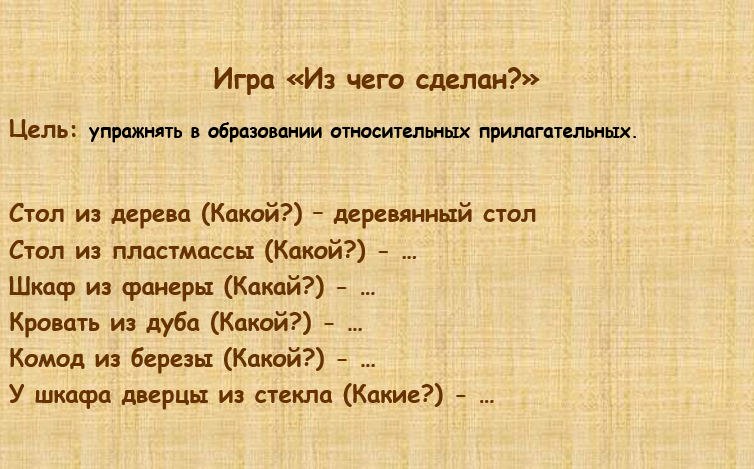 Игра «Из чего сделан?»
Цель: упражнять в образовании относительных прилагательных.
Стол из дерева (Какой?) – деревянный стол
Стол из пластмассы (Какой?) - …
Шкаф из фанеры (Какай?) - …
Кровать из дуба (Какой?) - …
Комод из березы (Какой?) - …
У шкафа дверцы из стекла (Какие?) - …